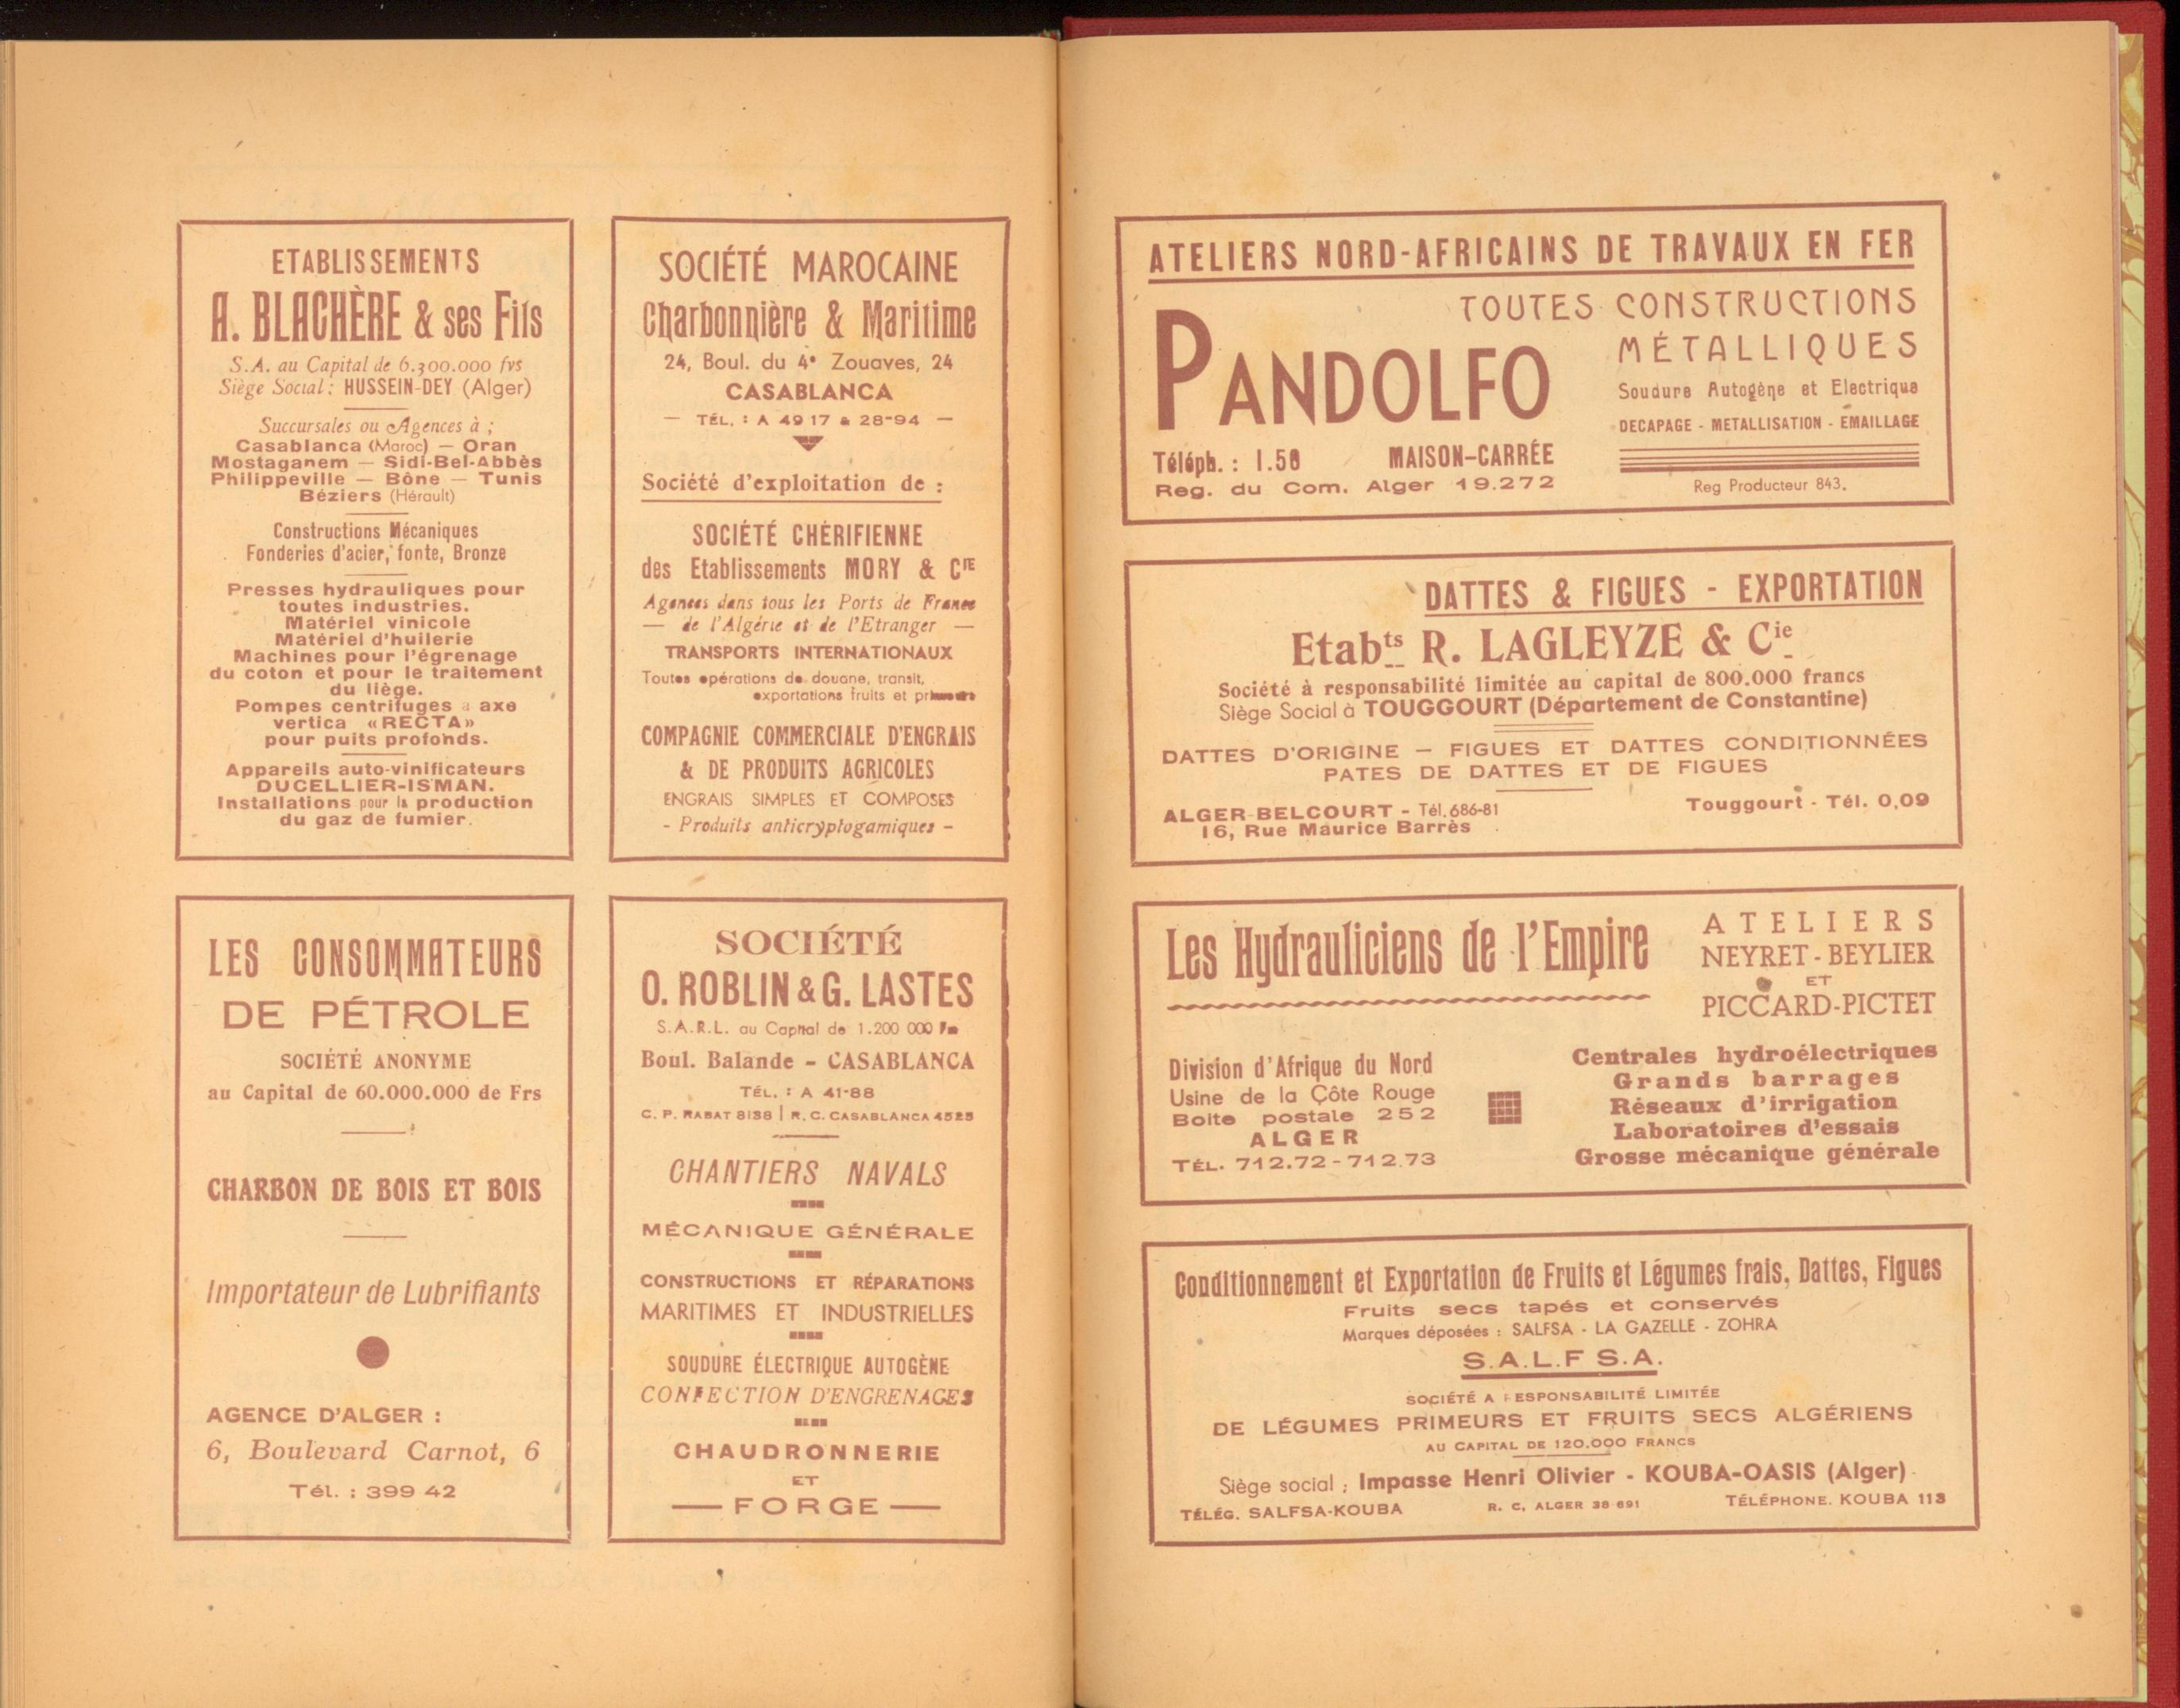 ETABLISSEMENTS
A. BLACHÈRE & ses Fils
S.A. au Capital de 6.300.000 frs
Siège Social : HUSSEIN-DEY (Alger)
Succursales ou Agences à ;
Casablanca (Maroc) — Oran
Mostaganem — Sidi-Bel-Abbès
Philippeville — Bône — Tunis
Béziers (Hérault)
Constructions Mécaniques
Fonderies d'acier, fonte, Bronze
Presses hydrauliques pour
toutes industries.
Matériel vinicole
Matériel d'huilerie
Machines pour l'égrenage
du coton et pour le traitement
du liège.
Pompes centrifuges a axe
vertica «RECTA»
pour puits profonds.
Appareils auto-vinificateurs
DUCELLIER-ISMAN.
Installations pour la production
du gaz de fumier.
SOCIÉTÉ MAROCAINE
Charbonnière & Maritime
24, Boul. du 4e Zouaves, 24
CASABLANCA
— TÉL. : A 49 17 & 28-94 —
Société d'exploitation de :
SOCIÉTÉ CHÉRIFIENNE
des Etablissements MORY & CIE
Agences dans tous les Ports de France
— de l'Algérie et de l'Etranger —
TRANSPORTS INTERNATIONAUX
Toutes opérations de douane, transit,
exportations fruits et primeurs
COMPAGNIE COMMERCIALE D'ENGRAIS
& DE PRODUITS AGRICOLES
ENGRAIS SIMPLES ET COMPOSES
- Produits anticryptogamiques -
LES CONSOMMATEURS
DE PÉTROLE
SOCIÉTÉ ANONYME
au Capital de 60.000.000 de Frs
CHARBON DE BOIS ET BOIS
Importateur de Lubrifiants
AGENCE D'ALGER :
6, Boulevard Carnot, 6
Tél. : 399 42
SOCIÉTÉ
O. ROBLIN & G. LASTES
S.A.R.L. au Capital de 1.200 000 Frs
Boul. Balande - CASABLANCA
TÉL. : A 41-88
C. P. RABAT 8138 | R. C. CASABLANCA 4525
CHANTIERS NAVALS
MÉCANIQUE GÉNÉRALE
CONSTRUCTIONS ET RÉPARATIONS
MARITIMES ET INDUSTRIELLES
SOUDURE ÉLECTRIQUE AUTOGÈNE
CONFECTION D'ENGRENAGES
CHAUDRONNERIE
ET
— FORGE —
ATELIERS NORD-AFRICAINS DE TRAVAUX EN FER
PANDOLFO
TOUTES CONSTRUCTIONS
MÉTALLIQUES
Soudure Autogène et Electrique
DECAPAGE - METALLISATION - EMAILLAGE
Téléph. : 1.58 MAISON-CARRÉE
Reg. du Com. Alger 19.272
Reg Producteur 843.
DATTES & FIGUES - EXPORTATION
Etabts R. LAGLEYZE & Cie
Société à responsabilité limitée au capital de 800.000 francs
Siège Social à TOUGGOURT (Département de Constantine)
DATTES D'ORIGINE — FIGUES ET DATTES CONDITIONNÉES
PATES DE DATTES ET DE FIGUES
ALGER-BELCOURT - Tél. 686-81
16, Rue Maurice Barrès
Touggourt - Tél. 0,09
Les Hydrauliciens de l'Empire
ATELIERS
NEYRET - BEYLIER
ET
PICCARD-PICTET
Division d'Afrique du Nord
Usine de la Côte Rouge
Boite postale 252
ALGER
TÉL. 712.72 - 712.73
Centrales hydroélectriques
Grands barrages
Réseaux d'irrigation
Laboratoires d'essais
Grosse mécanique générale
Conditionnement et Exportation de Fruits et Légumes frais, Dattes, Figues
Fruits secs tapés et conservés
Marques déposées : SALFSA - LA GAZELLE - ZOHRA
S.A.L.F S.A.
SOCIÉTÉ A RESPONSABILITÉ LIMITÉE
DE LÉGUMES PRIMEURS ET FRUITS SECS ALGÉRIENS
AU CAPITAL DE 120.000 FRANCS
Siège social ; Impasse Henri Olivier - KOUBA-OASIS (Alger)
TÉLÉG. SALFSA-KOUBA R. C. ALGER 38 691 TÉLÉPHONE. KOUBA 113